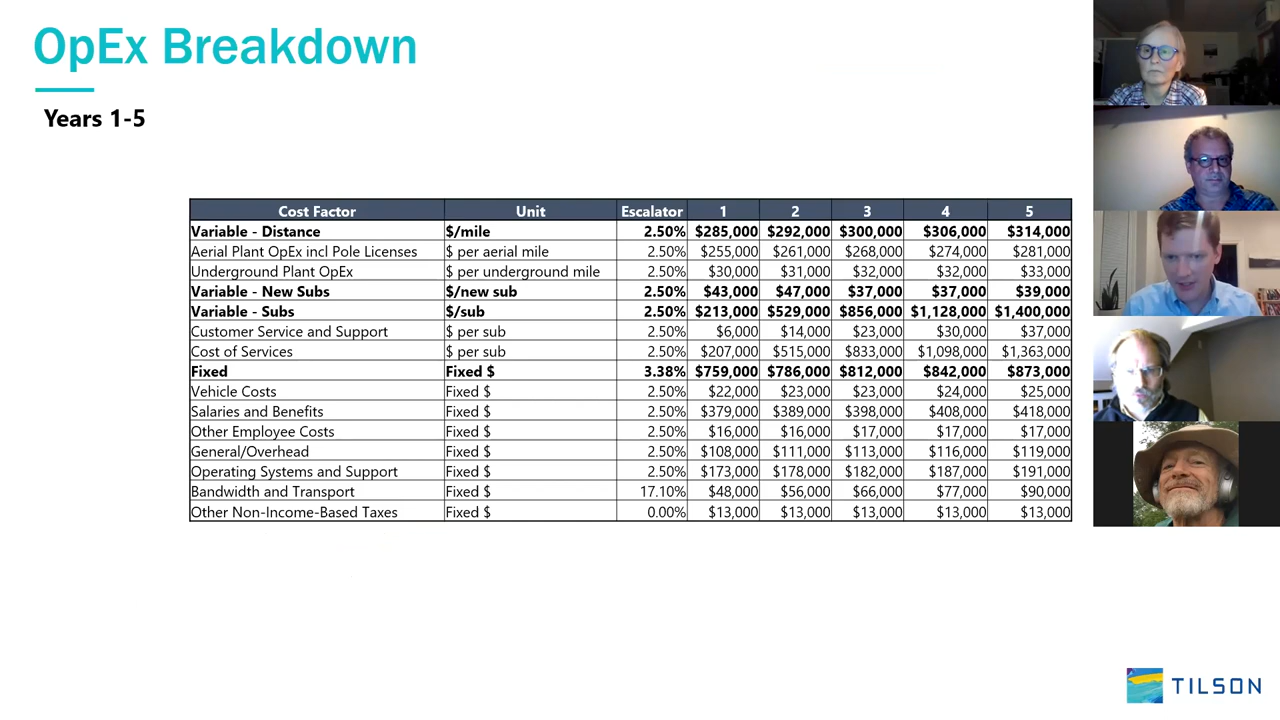 OpEx Breakdown
Years 1-5
Cost Factor Unit Escalator 1 2 3 4 5
Variable - Distance $/mile 2.50% $285,000 $292,000 $300,000 $306,000 $314,000
Aerial Plant OpEx incl Pole Licenses $ per aerial mile 2.50% $255,000 $261,000 $268,000 $274,000 $281,000
Underground Plant OpEx $ per underground mile 2.50% $30,000 $31,000 $32,000 $32,000 $33,000
Variable - New Subs $/new sub 2.50% $43,000 $47,000 $37,000 $37,000 $39,000
Variable - Subs $/sub 2.50% $213,000 $529,000 $856,000 $1,128,000 $1,400,000
Customer Service and Support $ per sub 2.50% $6,000 $14,000 $23,000 $30,000 $37,000
Cost of Services $ per sub 2.50% $207,000 $515,000 $833,000 $1,098,000 $1,363,000
Fixed Fixed $ 3.38% $759,000 $786,000 $812,000 $842,000 $873,000
Vehicle Costs Fixed $ 2.50% $22,000 $23,000 $23,000 $24,000 $25,000
Salaries and Benefits Fixed $ 2.50% $379,000 $389,000 $398,000 $408,000 $418,000
Other Employee Costs Fixed $ 2.50% $16,000 $16,000 $17,000 $17,000 $17,000
General/Overhead Fixed $ 2.50% $108,000 $111,000 $113,000 $116,000 $119,000
Operating Systems and Support Fixed $ 2.50% $173,000 $178,000 $182,000 $187,000 $191,000
Bandwidth and Transport Fixed $ 17.10% $48,000 $56,000 $66,000 $77,000 $90,000
Other Non-Income-Based Taxes Fixed $ 0.00% $13,000 $13,000 $13,000 $13,000 $13,000
TILSON